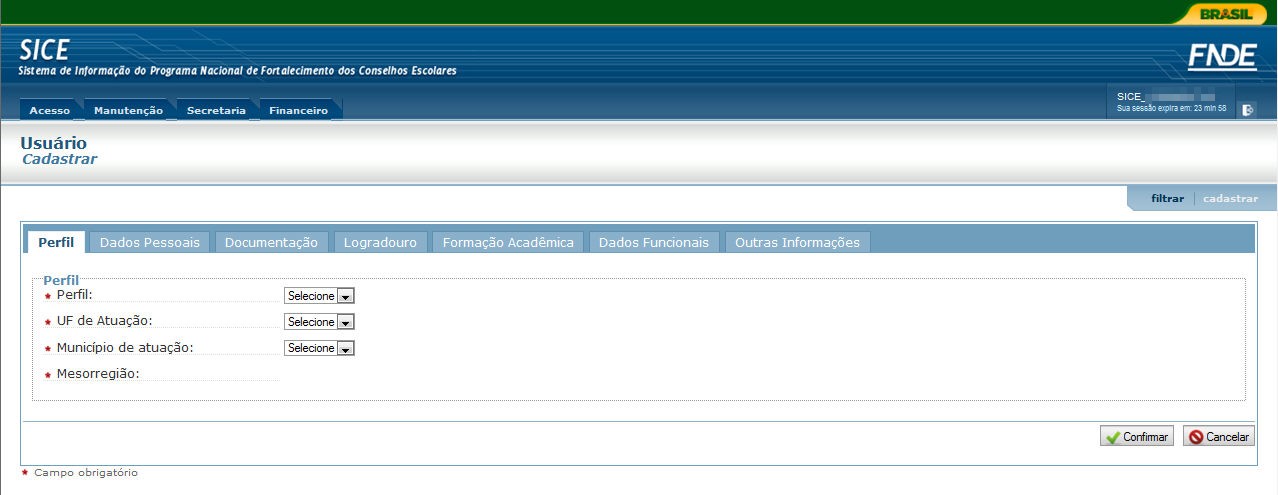 BRASIL
SICE
Sistema de Informação do Programa Nacional de Fortalecimento dos Conselhos Escolares
FNDE
Acesso Manutenção Secretaria Financeiro
SICE_
Sua sessão expira em: 23 min 58
Usuário
Cadastrar
filtrar cadastrar
Perfil Dados Pessoais Documentação Logradouro Formação Acadêmica Dados Funcionais Outras Informações
Perfil
* Perfil: Selecione
* UF de Atuação: Selecione
* Município de atuação: Selecione
* Mesorregião:
Confirmar Cancelar
* Campo obrigatório